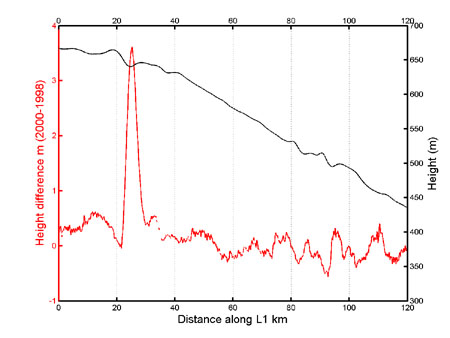 0 20 40 60 80 100 120
4 3 2 1 0 -1
Height difference m (2000-1998)
700 650 600 550 500 450 400 350 300
Height (m)
0 20 40 60 80 100 120
Distance along L1 km